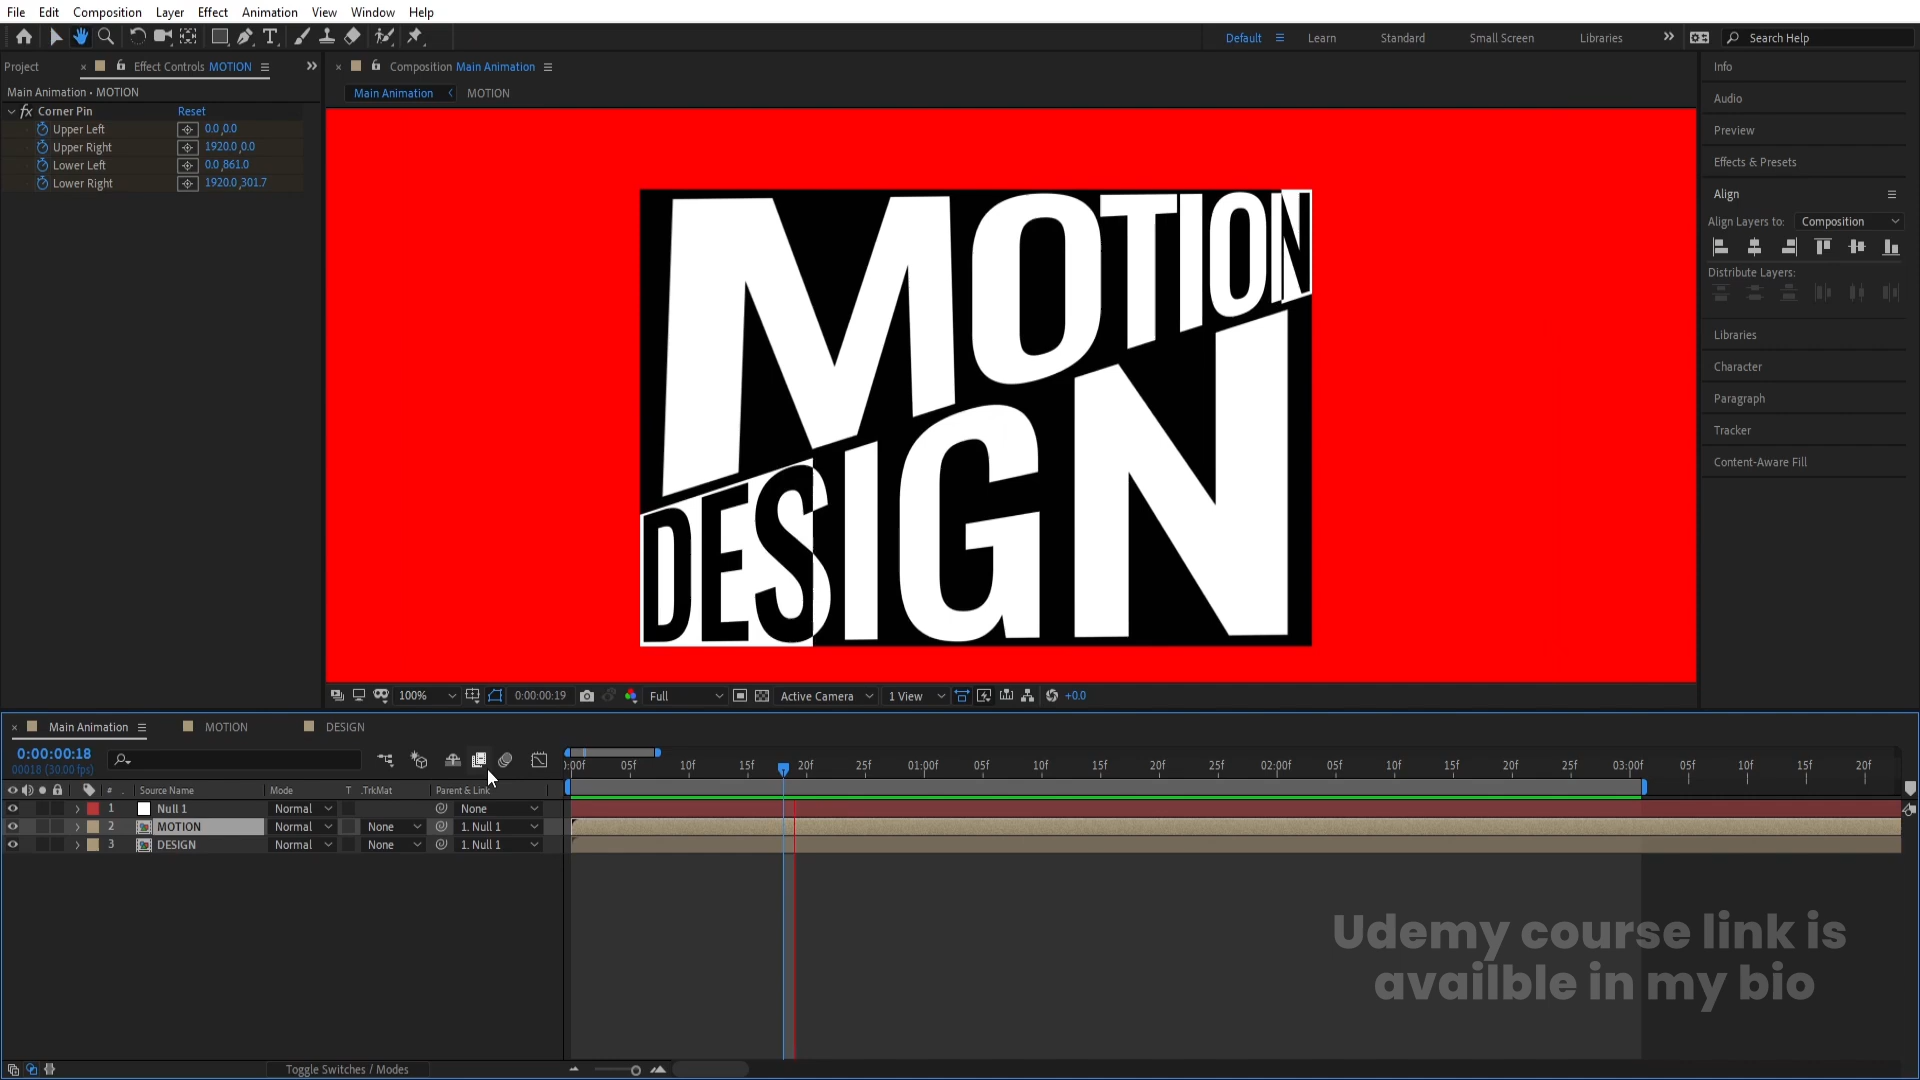 File Edit Composition Layer Effect Animation View Window Help
Default Learn Standard Small Screen Libraries Search Help
Project Effect Controls MOTION
Composition Main Animation
Info
Main Animation • MOTION
Main Animation MOTION
Audio
fx Corner Pin Reset
Upper Left 0.0,0.0
Upper Right 1920.0,0.0
Lower Left 0.0,861.0
Lower Right 1920.0,301.7
Preview
Effects & Presets
Align
Align Layers to: Composition
Distribute Layers:
Libraries
Character
Paragraph
Tracker
Content-Aware Fill
MOTION
DESIGN
100% 0:00:00:19 Full Active Camera 1 View +0.0
Main Animation MOTION DESIGN
0:00:00:18
00018 (30.00 fps)
):00f 05f 10f 15f 20f 25f 01:00f 05f 10f 15f 20f 25f 02:00f 05f 10f 15f 20f 25f 03:00f 05f 10f 15f 20f
# Source Name Mode T .TrkMat Parent & Link
1 Null 1 Normal None
2 MOTION Normal None 1. Null 1
3 DESIGN Normal None 1. Null 1
Udemy course link is
availble in my bio
Toggle Switches / Modes